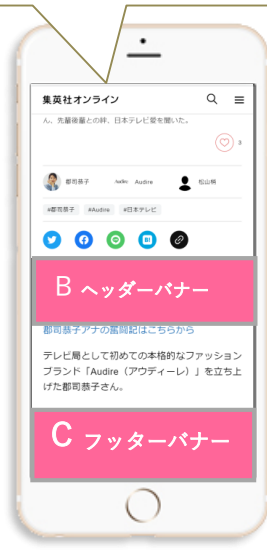 集英社オンライン
ん、先輩後輩との絆、日本テレビ愛を聞いた。
3
郡司恭子 Audire Audire 松山梢
#郡司恭子 #Audire #日本テレビ
B ヘッダーバナー
郡司恭子アナの奮闘記はこちらから
テレビ局として初めての本格的なファッション
ブランド「Audire（アウディーレ）」を立ち上
げた郡司恭子さん。
C フッターバナー